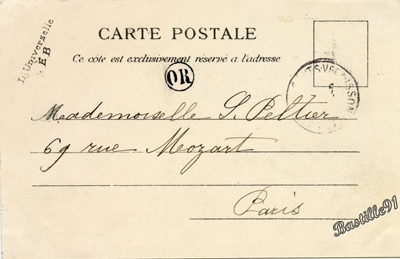 L'Universelle
E B
CARTE POSTALE
Ce côté est exclusivement réservé à l'adresse
OR
Mademoiselle S. Peltier
69 rue Mozart
Paris
Bastille91